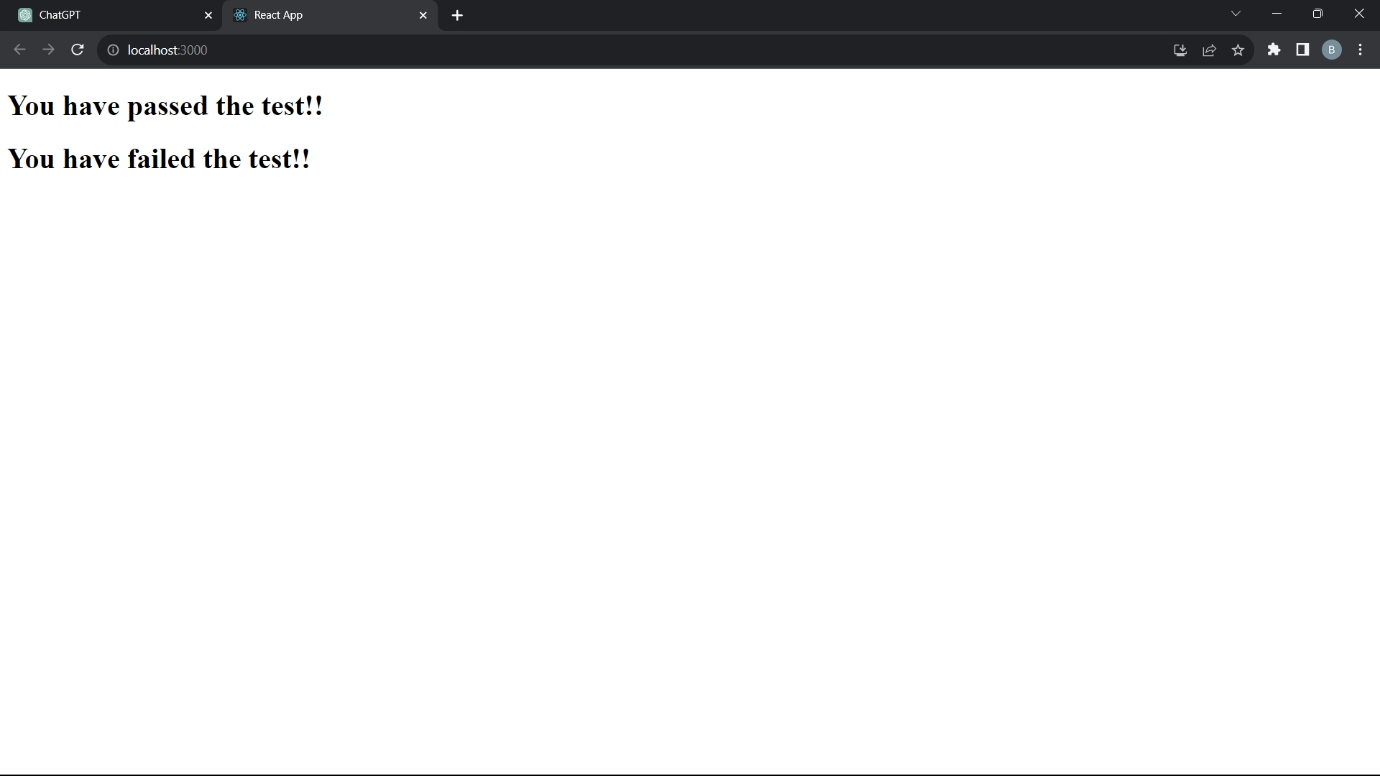 ChatGPT
React App
localhost:3000
B
You have passed the test!!
You have failed the test!!